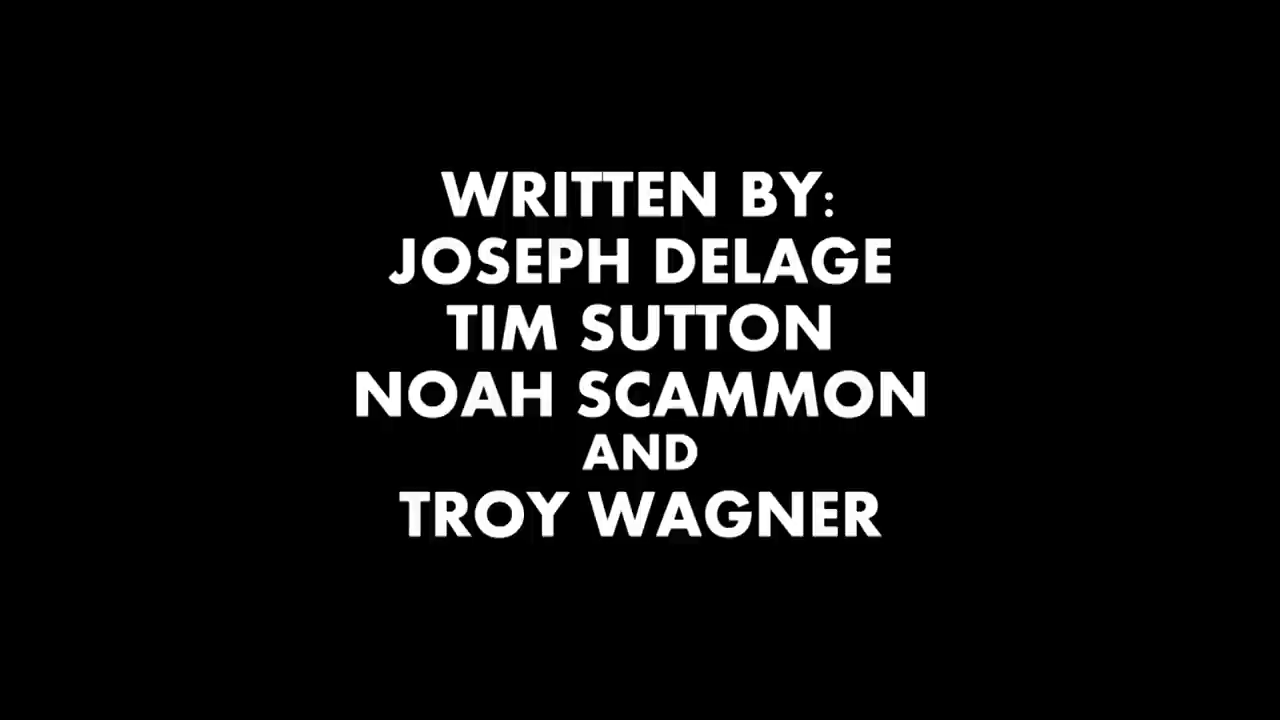 WRITTEN BY:
JOSEPH DELAGE
TIM SUTTON
NOAH SCAMMON
AND
TROY WAGNER